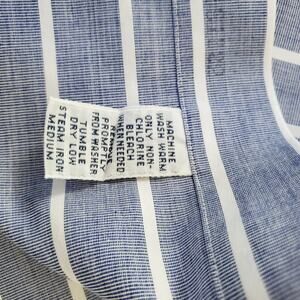 MACHINE
WASH WARM
ONLY NON-
CHLORINE
BLEACH
WHEN NEEDED
REMOVE
PROMPTLY
FROM WASHER
TUMBLE
DRY LOW
STEAM IRON
MEDIUM